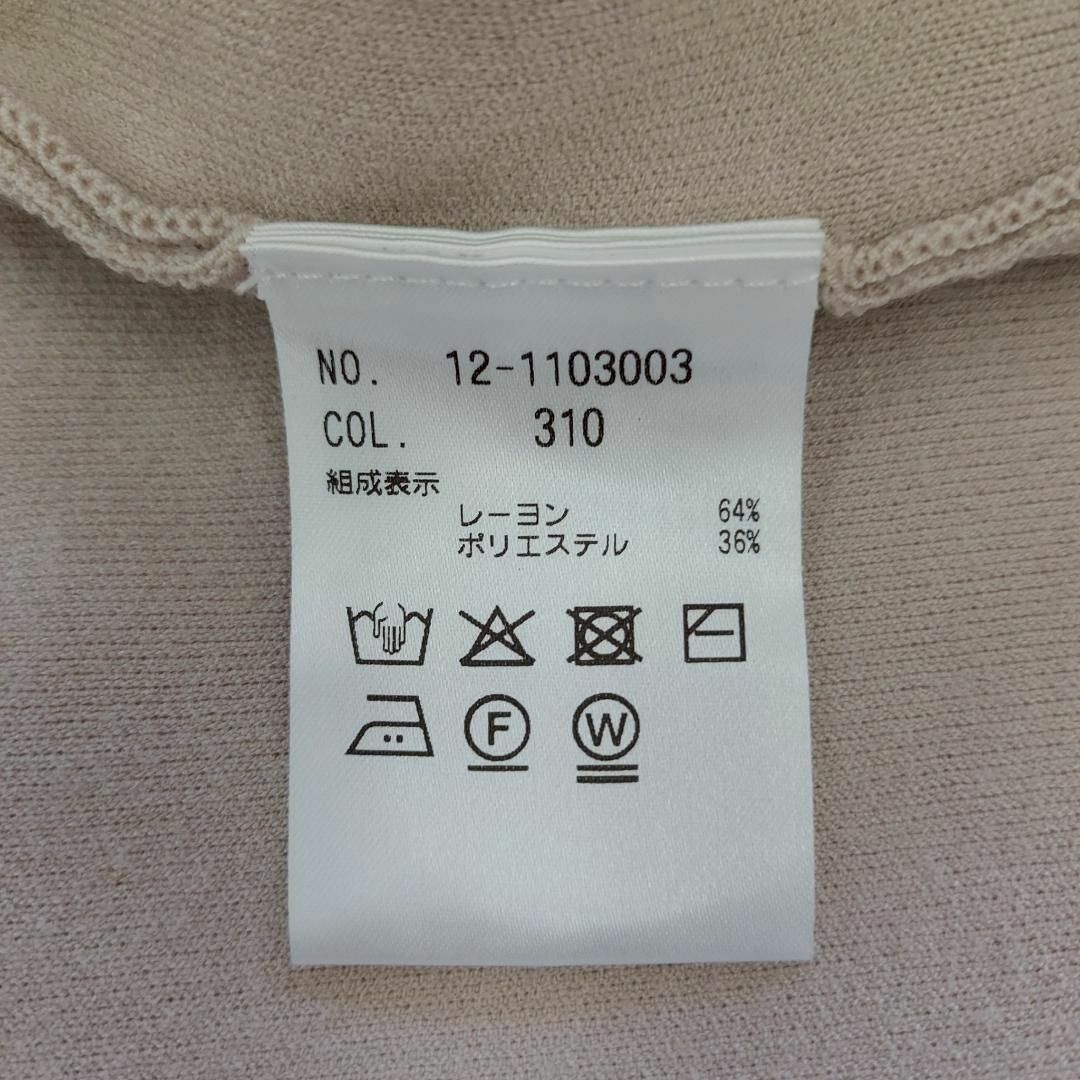 NO. 12-1103003
COL. 310
組成表示
レーヨン 64%
ポリエステル 36%
F W